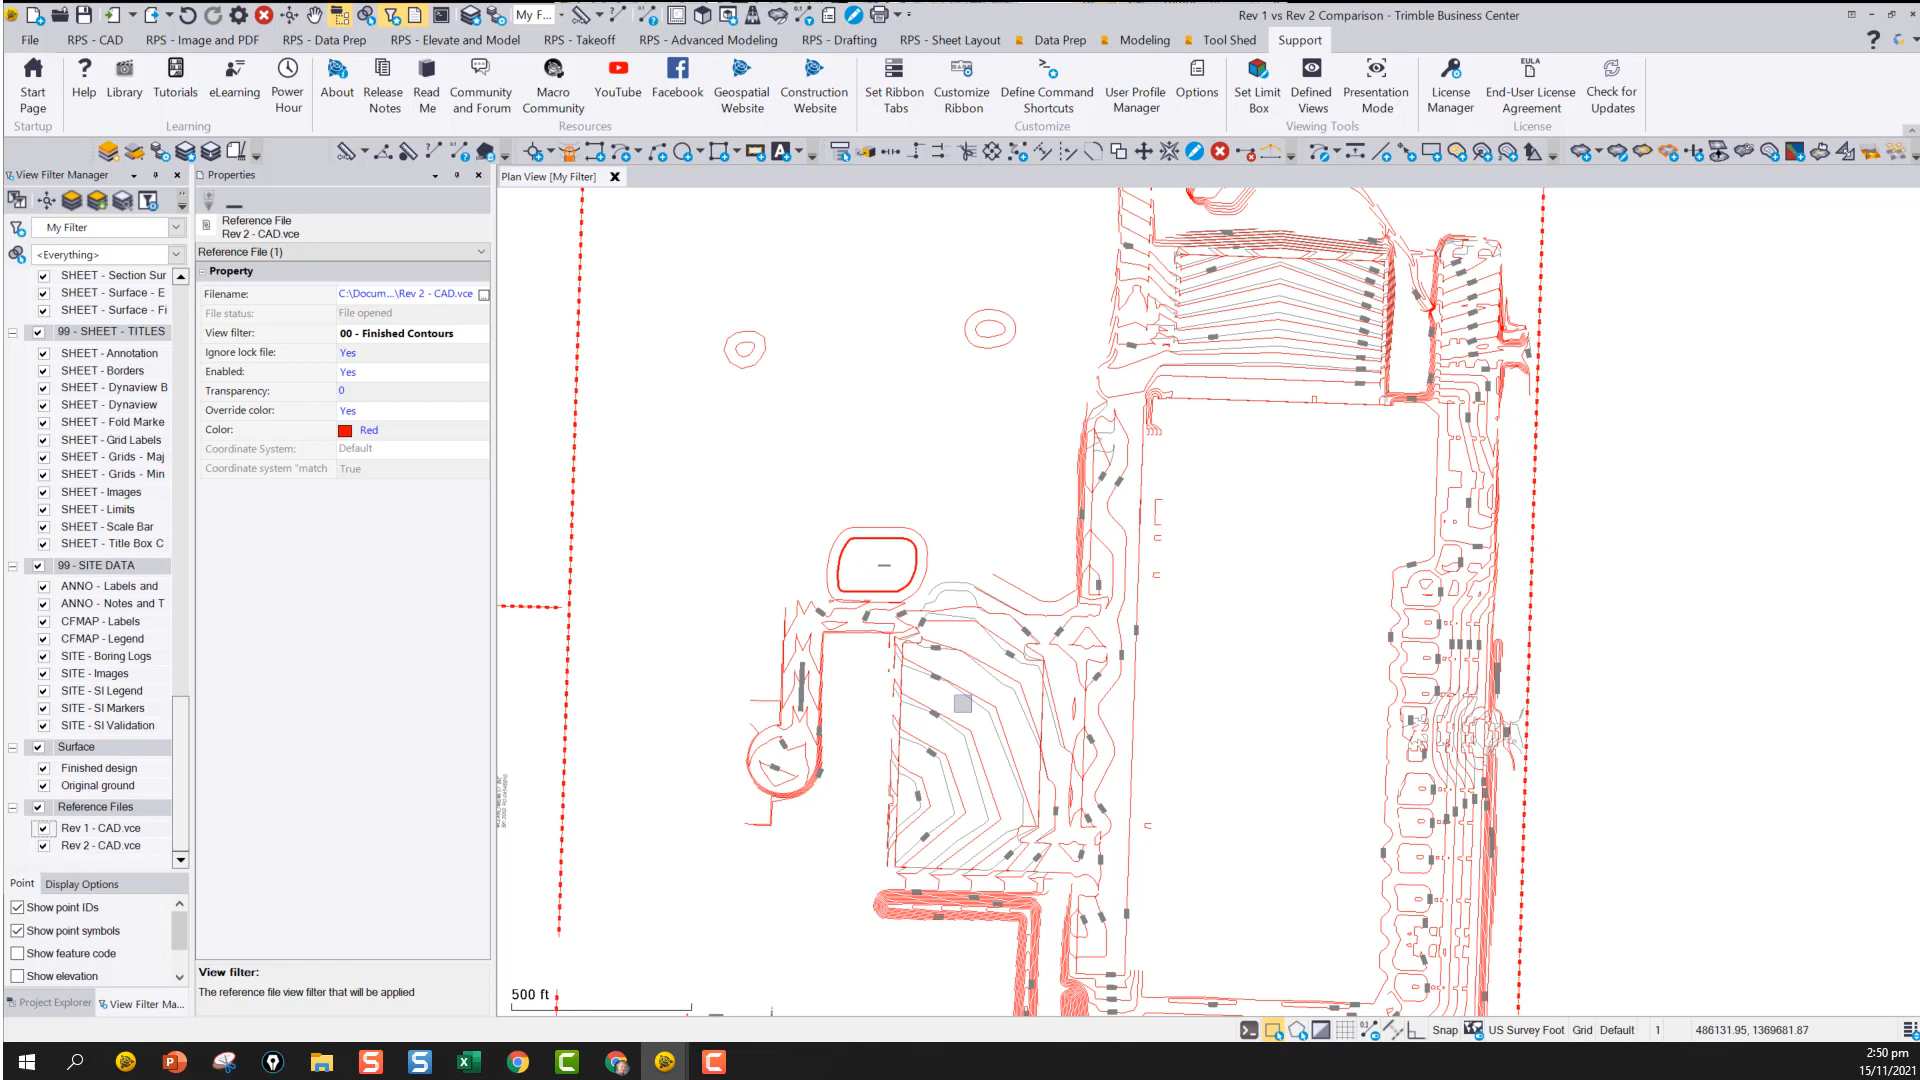 My F...
Rev 1 vs Rev 2 Comparison - Trimble Business Center
File
RPS - CAD
RPS - Image and PDF
RPS - Data Prep
RPS - Elevate and Model
RPS - Takeoff
RPS - Advanced Modeling
RPS - Drafting
RPS - Sheet Layout
Data Prep
Modeling
Tool Shed
Support
Start Page
Help
Library
Tutorials
eLearning
Power Hour
About
Release Notes
Read Me
Community and Forum
Macro Community
YouTube
Facebook
Geospatial Website
Construction Website
Set Ribbon Tabs
Customize Ribbon
Define Command Shortcuts
User Profile Manager
Options
Set Limit Box
Defined Views
Presentation Mode
License Manager
EULA
End-User License Agreement
Check for Updates
Startup
Learning
Resources
Customize
Viewing Tools
License
View Filter Manager
My Filter
<Everything>
SHEET - Section Sur
SHEET - Surface - E
SHEET - Surface - Fi
99 - SHEET - TITLES
SHEET - Annotation
SHEET - Borders
SHEET - Dynaview B
SHEET - Dynaview
SHEET - Fold Marke
SHEET - Grid Labels
SHEET - Grids - Maj
SHEET - Grids - Min
SHEET - Images
SHEET - Limits
SHEET - Scale Bar
SHEET - Title Box C
99 - SITE DATA
ANNO - Labels and
ANNO - Notes and T
CFMAP - Labels
CFMAP - Legend
SITE - Boring Logs
SITE - Images
SITE - SI Legend
SITE - SI Markers
SITE - SI Validation
Surface
Finished design
Original ground
Reference Files
Rev 1 - CAD.vce
Rev 2 - CAD.vce
Point
Display Options
Show point IDs
Show point symbols
Show feature code
Show elevation
Project Explorer
View Filter Ma...
Properties
Reference File
Rev 2 - CAD.vce
Reference File (1)
Property
Filename: C:\Docum...\Rev 2 - CAD.vce
File status: File opened
View filter: 00 - Finished Contours
Ignore lock file: Yes
Enabled: Yes
Transparency: 0
Override color: Yes
Color: Red
Coordinate System: Default
Coordinate system "match True
View filter:
The reference file view filter that will be applied
Plan View [My Filter]
500 ft
Snap
US Survey Foot
Grid
Default
1
486131.95, 1369681.87
2:50 pm
15/11/2021